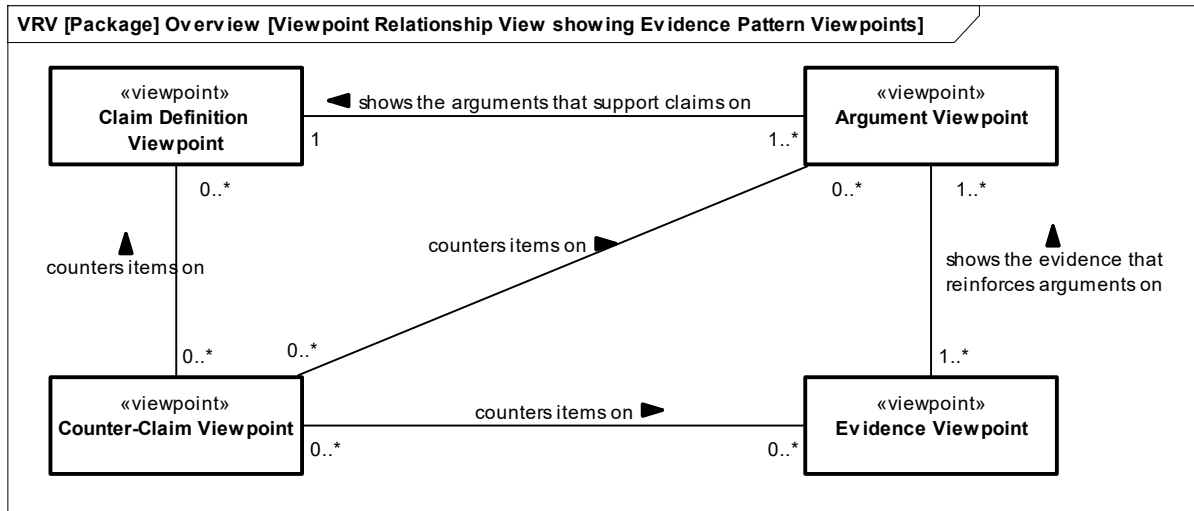 VRV [Package] Overview [Viewpoint Relationship View showing Evidence Pattern Viewpoints]
«viewpoint»
Claim Definition
Viewpoint
shows the arguments that support claims on
«viewpoint»
Argument Viewpoint
1
1..*
0..*
0..*
1..*
counters items on
counters items on
shows the evidence that
reinforces arguments on
0..*
0..*
1..*
«viewpoint»
Counter-Claim Viewpoint
counters items on
«viewpoint»
Evidence Viewpoint
0..*
0..*